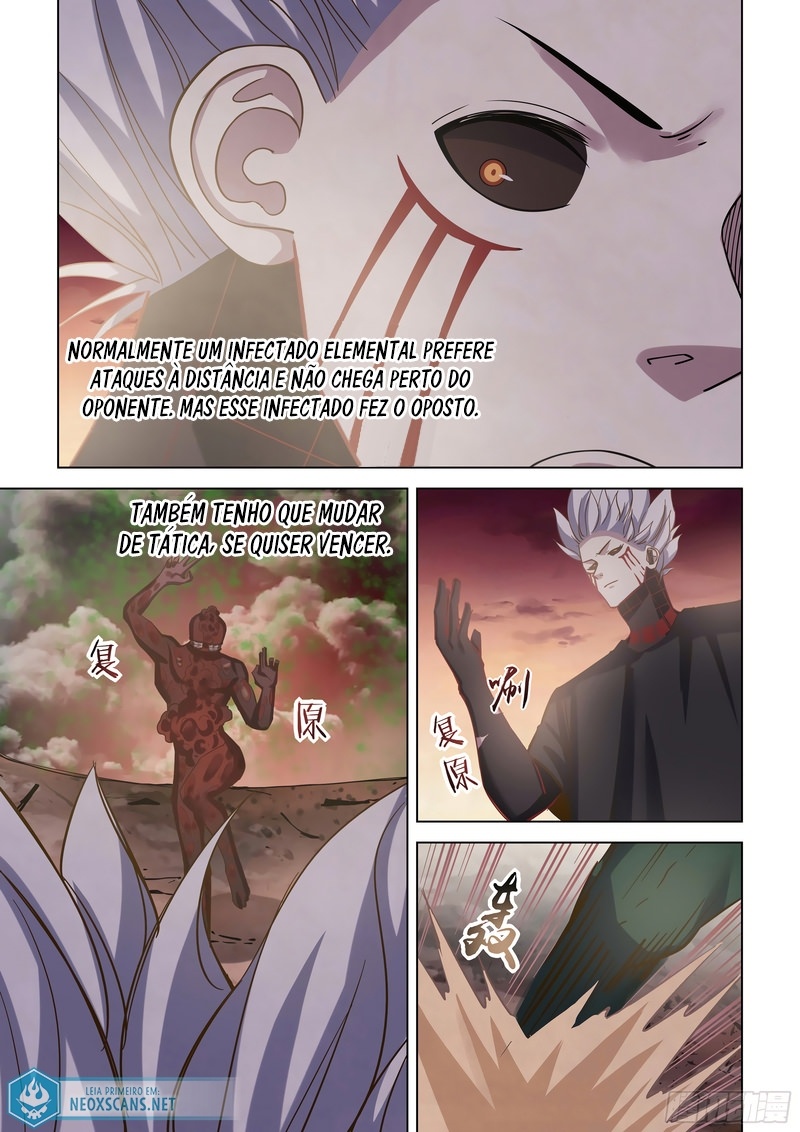 NORMALMENTE UM INFECTADO ELEMENTAL PREFERE
ATAQUES À DISTÂNCIA E NÃO CHEGA PERTO DO
OPONENTE. MAS ESSE INFECTADO FEZ O OPOSTO.
TAMBÉM TENHO QUE MUDAR
DE TÁTICA, SE QUISER VENCER.
复
原
唰
复
原
轰
LEIA PRIMEIRO EM:
NEOXSCANS.NET